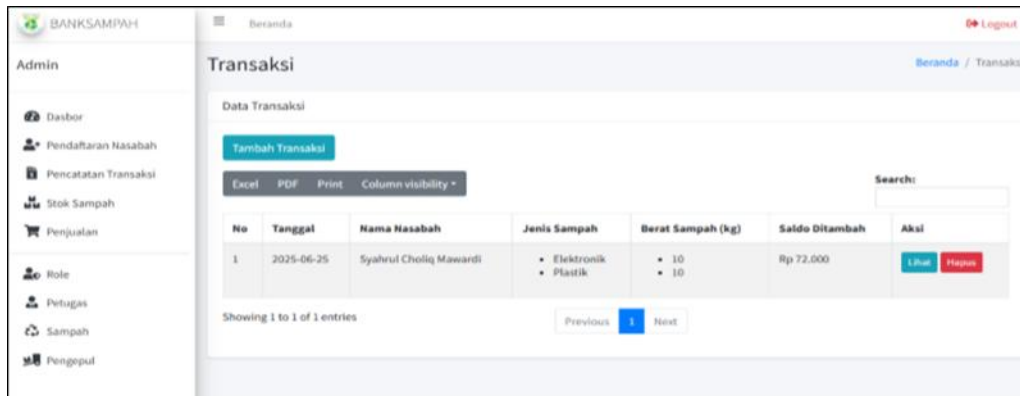 BANKSAMPAH
Beranda
Logout
Admin
Transaksi
Beranda / Transaks
Dasbor
Pendaftaran Nasabah
Pencatatan Transaksi
Stok Sampah
Penjualan
Role
Petugas
Sampah
Pengepul
Data Transaksi
Tambah Transaksi
Excel PDF Print Column visibility
Search:
No Tanggal Nama Nasabah Jenis Sampah Berat Sampah (kg) Saldo Ditambah Aksi
1 2025-06-25 Syahrul Choliq Mawardi • Elektronik • 10 Rp 72.000 Lihat Hapus
• Plastik • 10
Showing 1 to 1 of 1 entries
Previous 1 Next